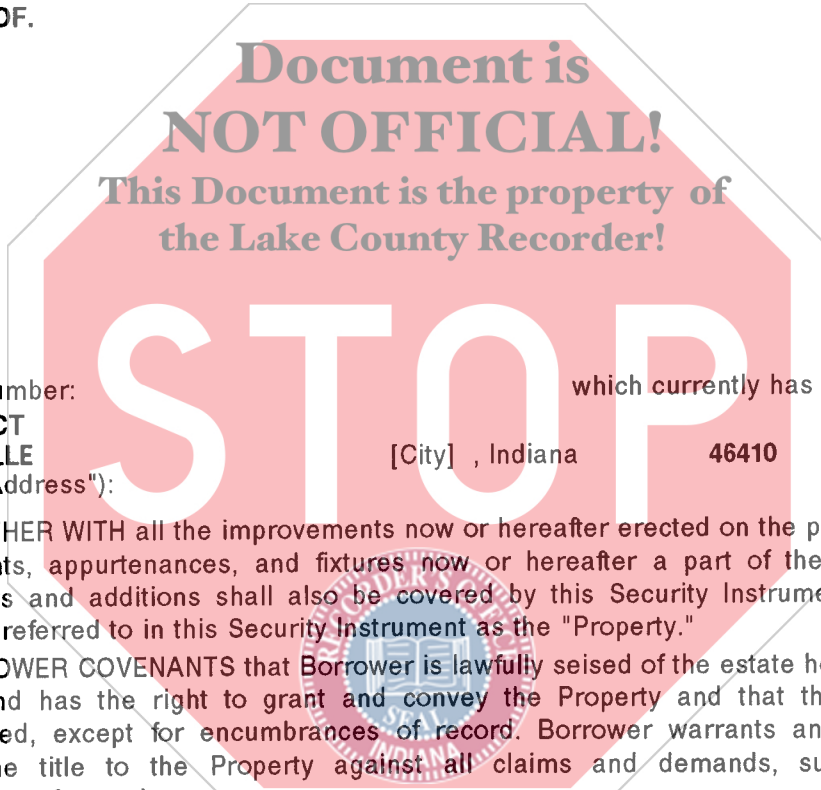 OF.
Document is
NOT OFFICIAL!
This Document is the property of
the Lake County Recorder!
STOP
umber: which currently has
CT
LLE [City] , Indiana 46410
Address"):
HER WITH all the improvements now or hereafter erected on the p
ts, appurtenances, and fixtures now or hereafter a part of the
s and additions shall also be covered by this Security Instrume
referred to in this Security Instrument as the "Property."
OWER COVENANTS that Borrower is lawfully seised of the estate he
nd has the right to grant and convey the Property and that th
ed, except for encumbrances of record. Borrower warrants an
e title to the Property against all claims and demands, su
RECORDER'S OFFICE
SEAL
INDIANA